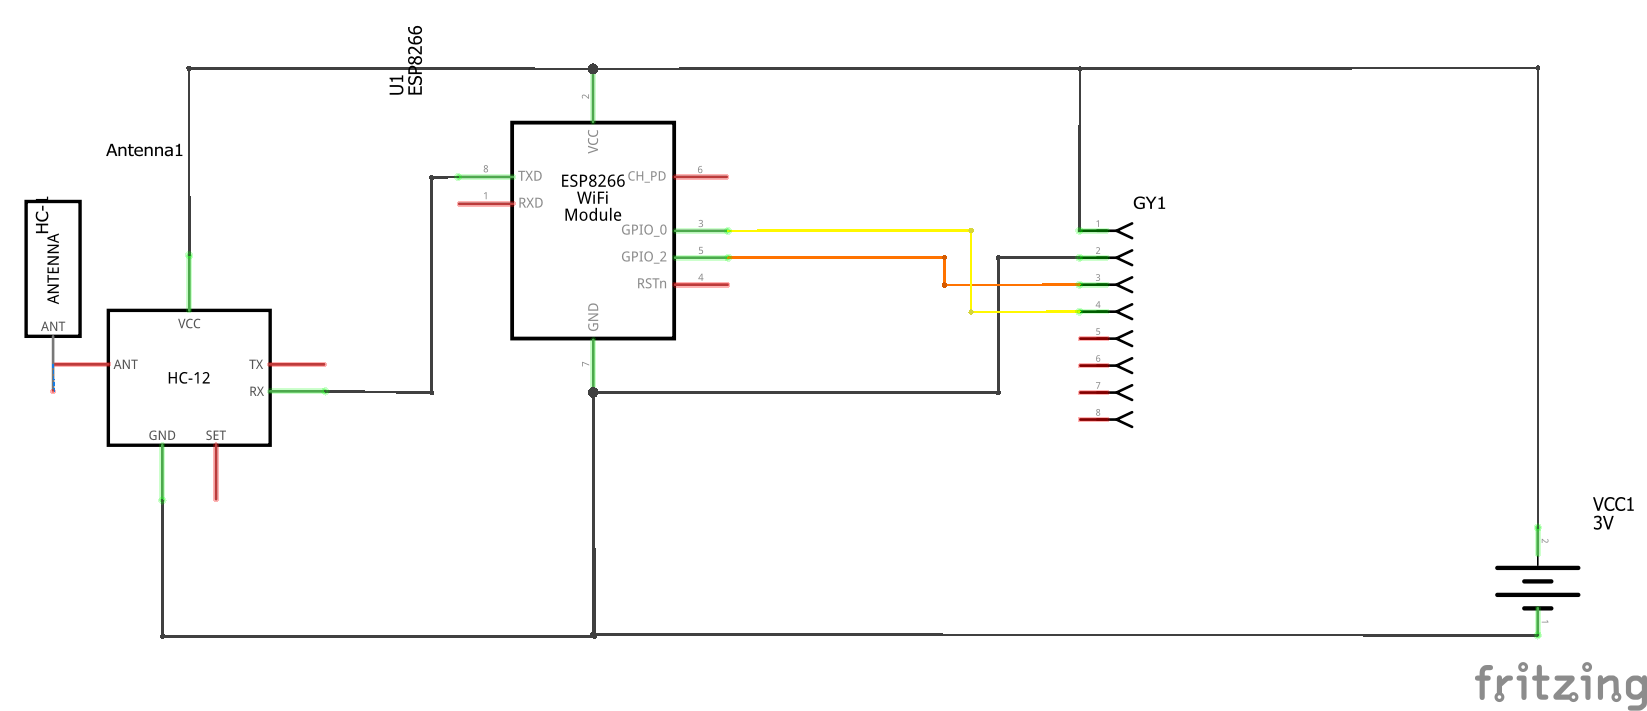 U1
ESP8266
Antenna1
HC-1
ANTENNA
ANT
VCC
ANT
HC-12
TX
RX
GND
SET
2
VCC
8
TXD
1
RXD
ESP8266
WiFi
Module
CH_PD
6
GPIO_0
3
GPIO_2
5
RSTn
4
GND
7
GY1
1
2
3
4
5
6
7
8
VCC1
3V
2
1
fritzing